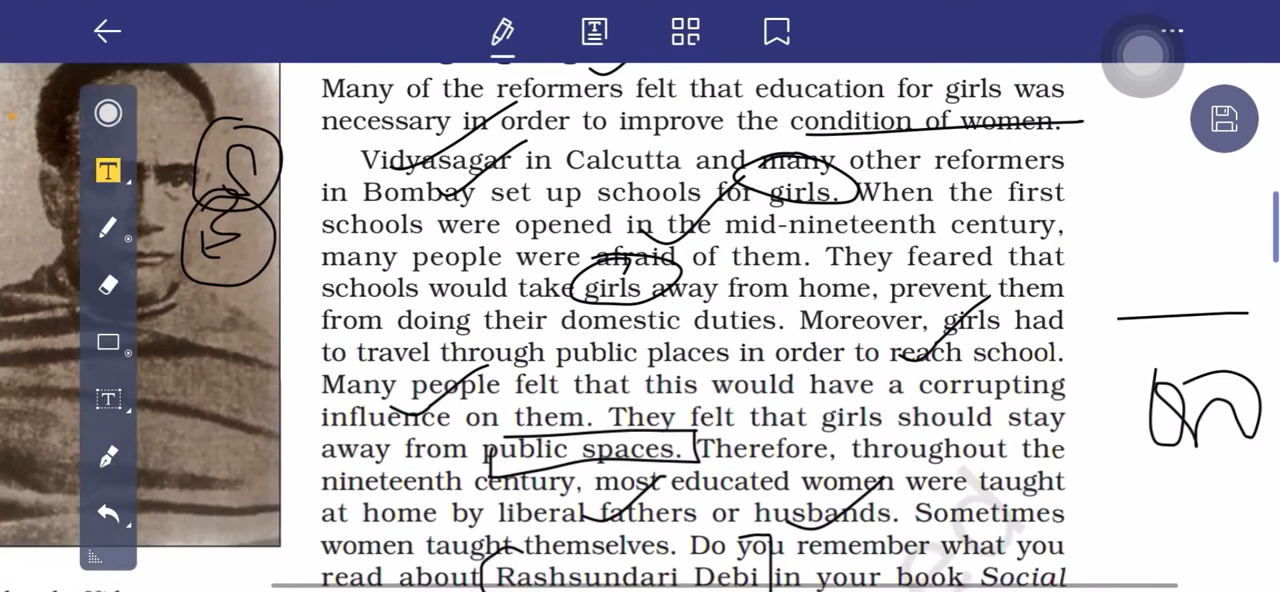 Many of the reformers felt that education for girls was
necessary in order to improve the condition of women.
Vidyasagar in Calcutta and many other reformers
in Bombay set up schools for girls. When the first
schools were opened in the mid-nineteenth century,
many people were afraid of them. They feared that
schools would take girls away from home, prevent them
from doing their domestic duties. Moreover, girls had
to travel through public places in order to reach school.
Many people felt that this would have a corrupting
influence on them. They felt that girls should stay
away from public spaces. Therefore, throughout the
nineteenth century, most educated women were taught
at home by liberal fathers or husbands. Sometimes
women taught themselves. Do you remember what you
read about Rashsundari Debi in your book Social